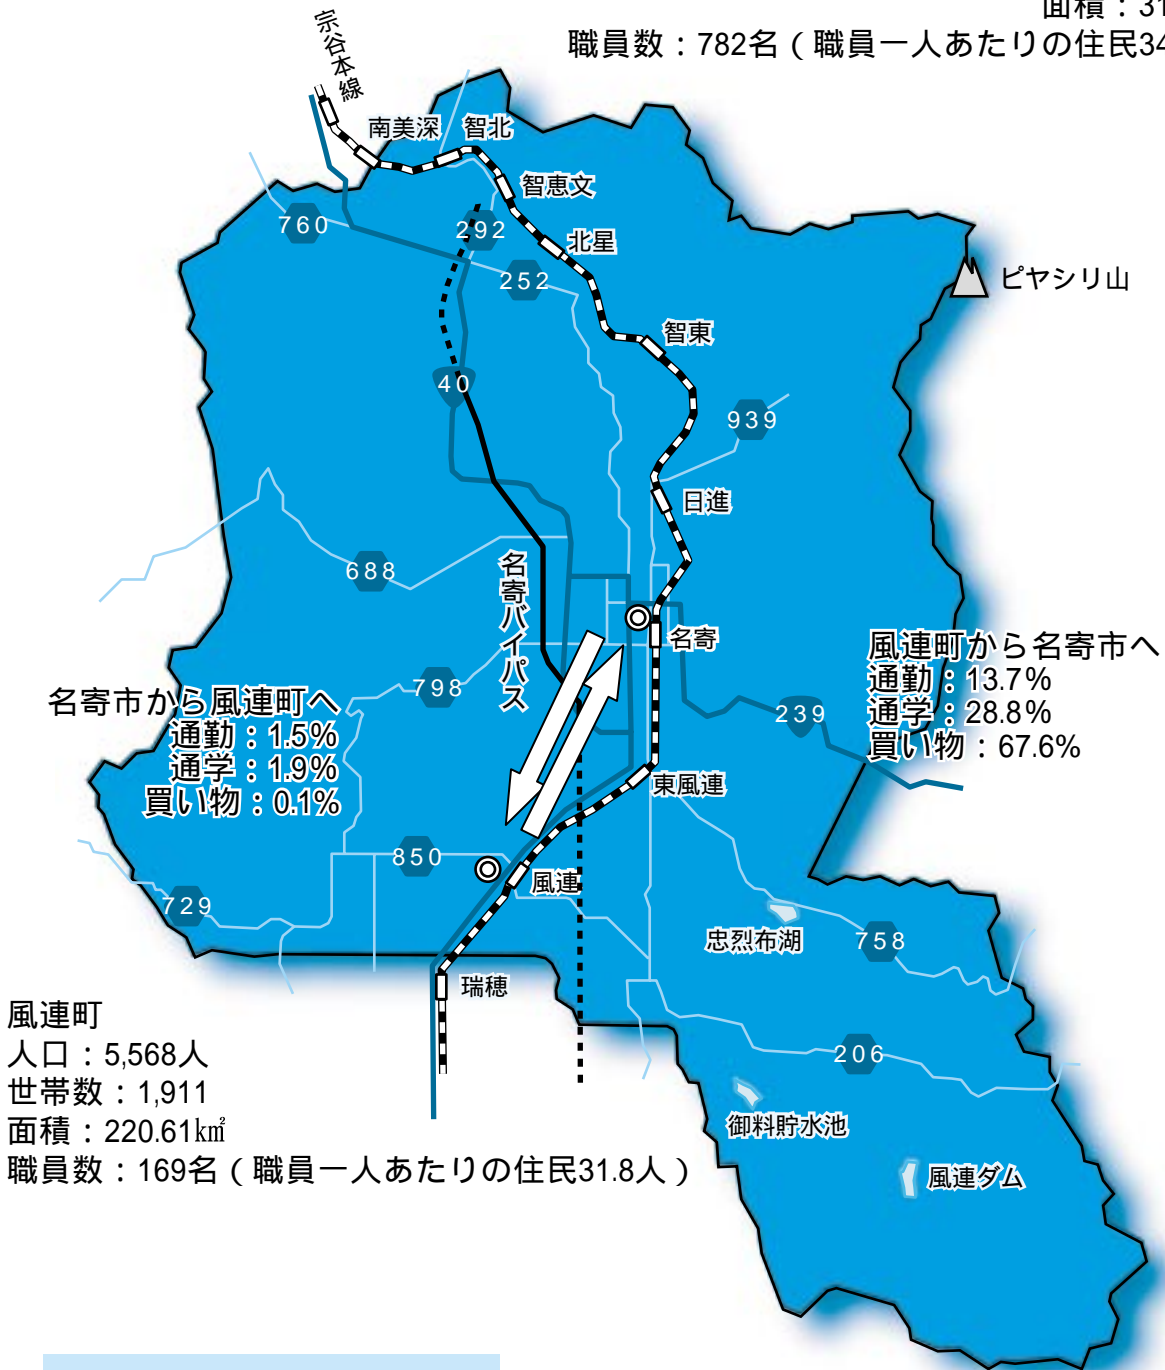 面積：31
職員数：782名（職員一人あたりの住民34
宗谷本線
南美深
智北
智恵文
北星
760
292
252
ピヤシリ山
智東
40
939
日進
688
名寄バイパス
名寄
風連町から名寄市へ
通勤：13.7%
通学：28.8%
買い物：67.6%
798
239
名寄市から風連町へ
通勤：1.5%
通学：1.9%
買い物：0.1%
東風連
850
風連
729
忠烈布湖
758
瑞穂
風連町
人口：5,568人
世帯数：1,911
面積：220.61㎢
職員数：169名（職員一人あたりの住民31.8人）
206
御料貯水池
風連ダム